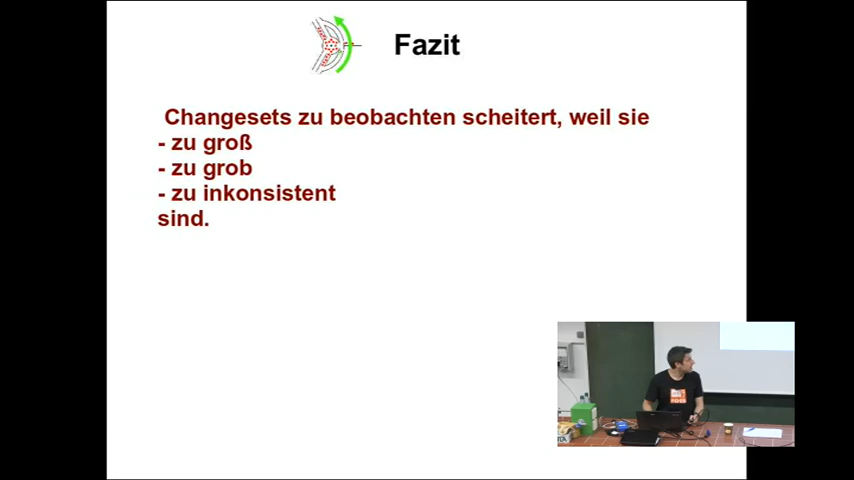 Fazit
Changesets zu beobachten scheitert, weil sie
- zu groß
- zu grob
- zu inkonsistent
sind.